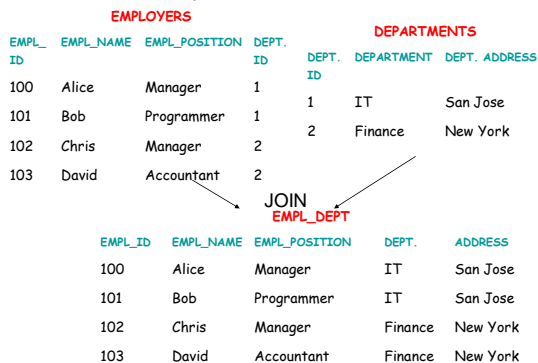 EMPLOYERS
EMPL_ID EMPL_NAME EMPL_POSITION DEPT. ID
100 Alice Manager 1
101 Bob Programmer 1
102 Chris Manager 2
103 David Accountant 2
DEPARTMENTS
DEPT. ID DEPARTMENT DEPT. ADDRESS
1 IT San Jose
2 Finance New York
JOIN
EMPL_DEPT
EMPL_ID EMPL_NAME EMPL_POSITION DEPT. ADDRESS
100 Alice Manager IT San Jose
101 Bob Programmer IT San Jose
102 Chris Manager Finance New York
103 David Accountant Finance New York